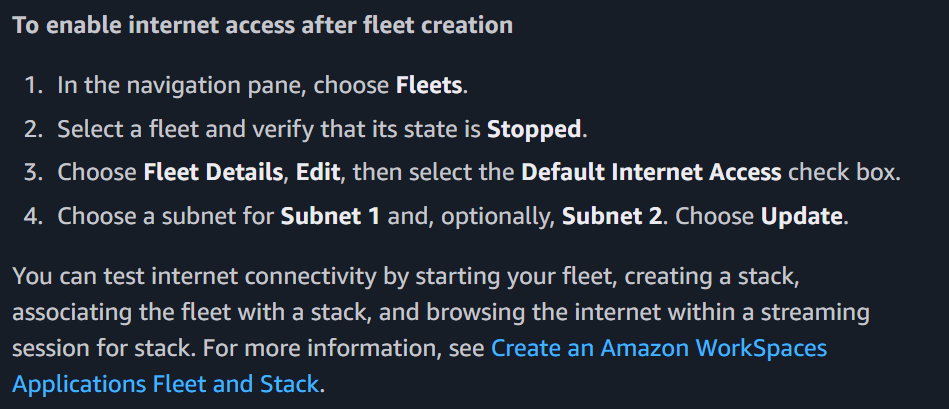 To enable internet access after fleet creation
1. In the navigation pane, choose Fleets.
2. Select a fleet and verify that its state is Stopped.
3. Choose Fleet Details, Edit, then select the Default Internet Access check box.
4. Choose a subnet for Subnet 1 and, optionally, Subnet 2. Choose Update.
You can test internet connectivity by starting your fleet, creating a stack,
associating the fleet with a stack, and browsing the internet within a streaming
session for stack. For more information, see Create an Amazon WorkSpaces
Applications Fleet and Stack.